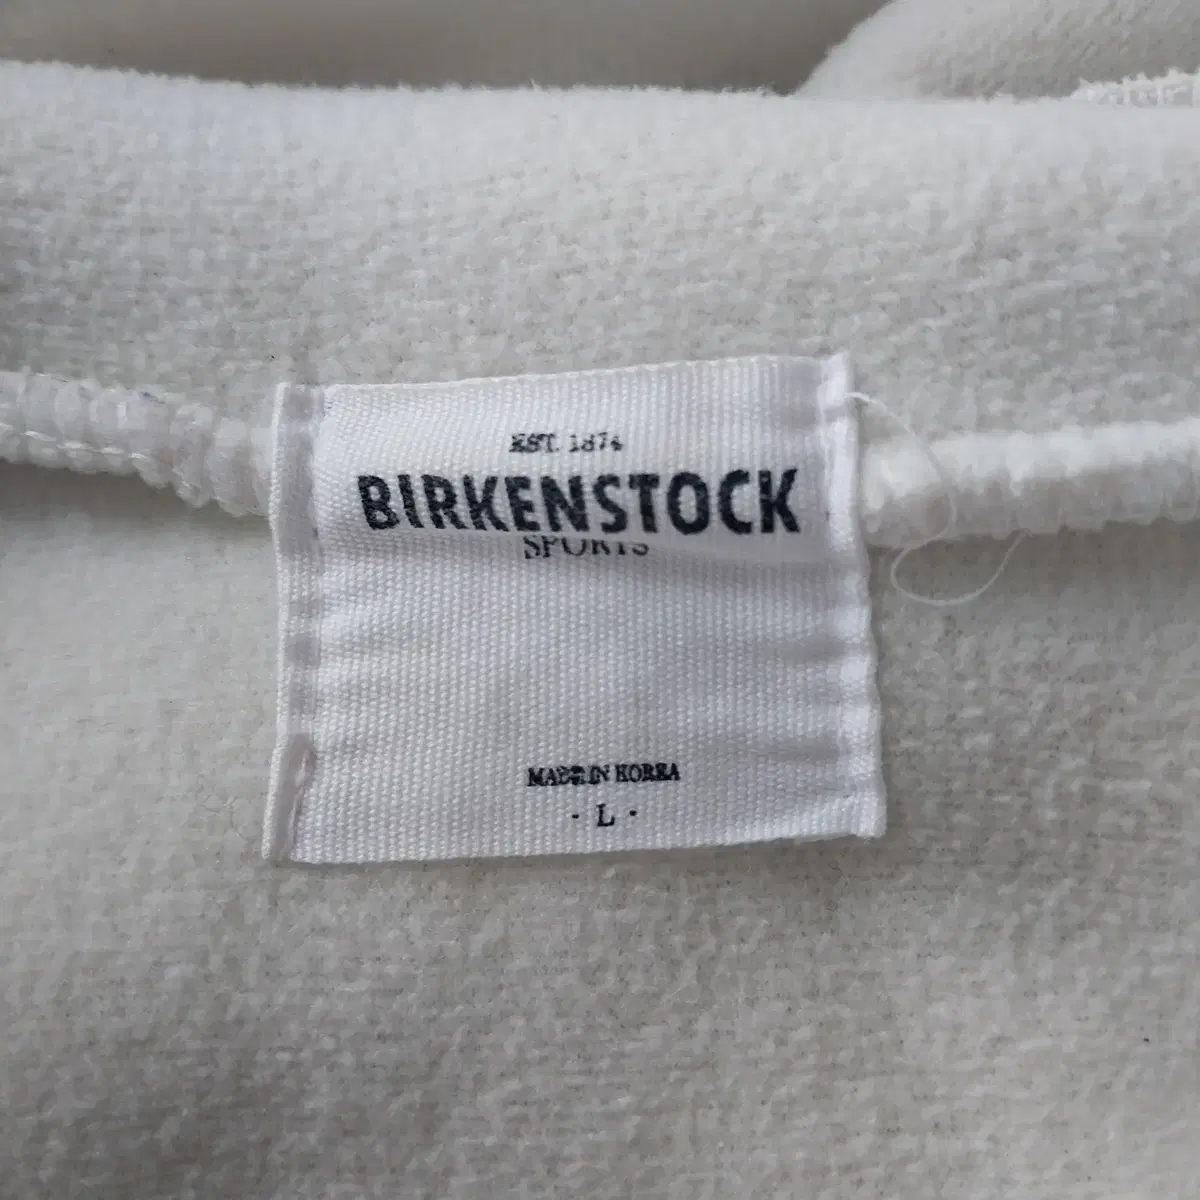 EST. 1874
BIRKENSTOCK
SPORTS
MADE IN KOREA
· L ·